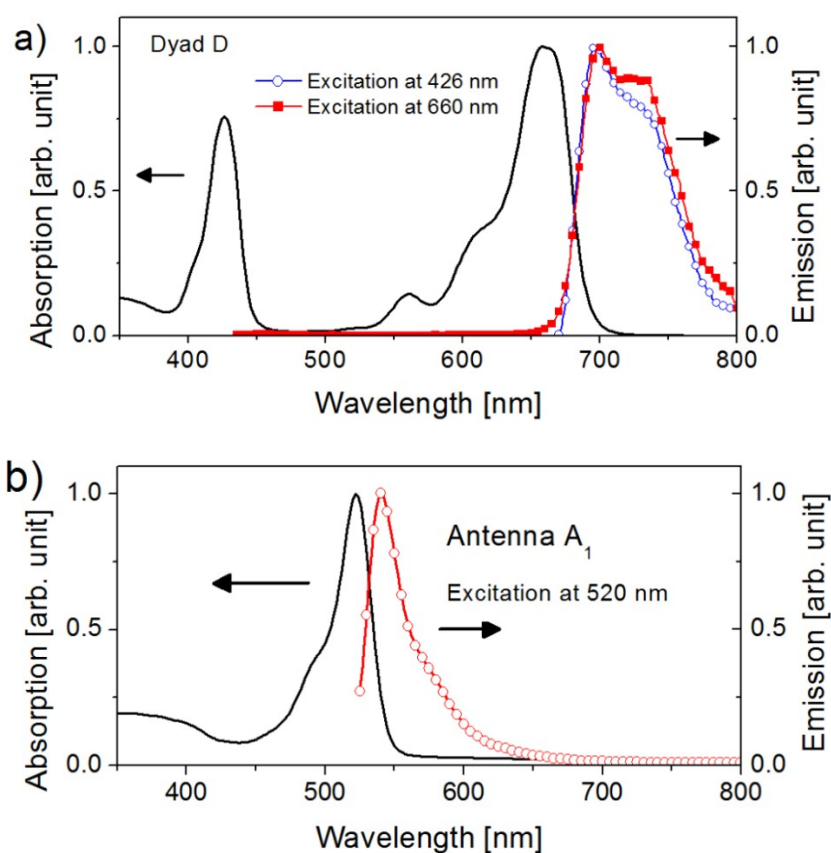 a)
Dyad D
Excitation at 426 nm
Excitation at 660 nm
Absorption [arb. unit]
1.0
0.5
0.0
1.0
0.5
0.0
Emission [arb. unit]
400 500 600 700 800
Wavelength [nm]
b)
Antenna A₁
Excitation at 520 nm
Absorption [arb. unit]
1.0
0.5
0.0
1.0
0.5
0.0
Emission [arb. unit]
400 500 600 700 800
Wavelength [nm]